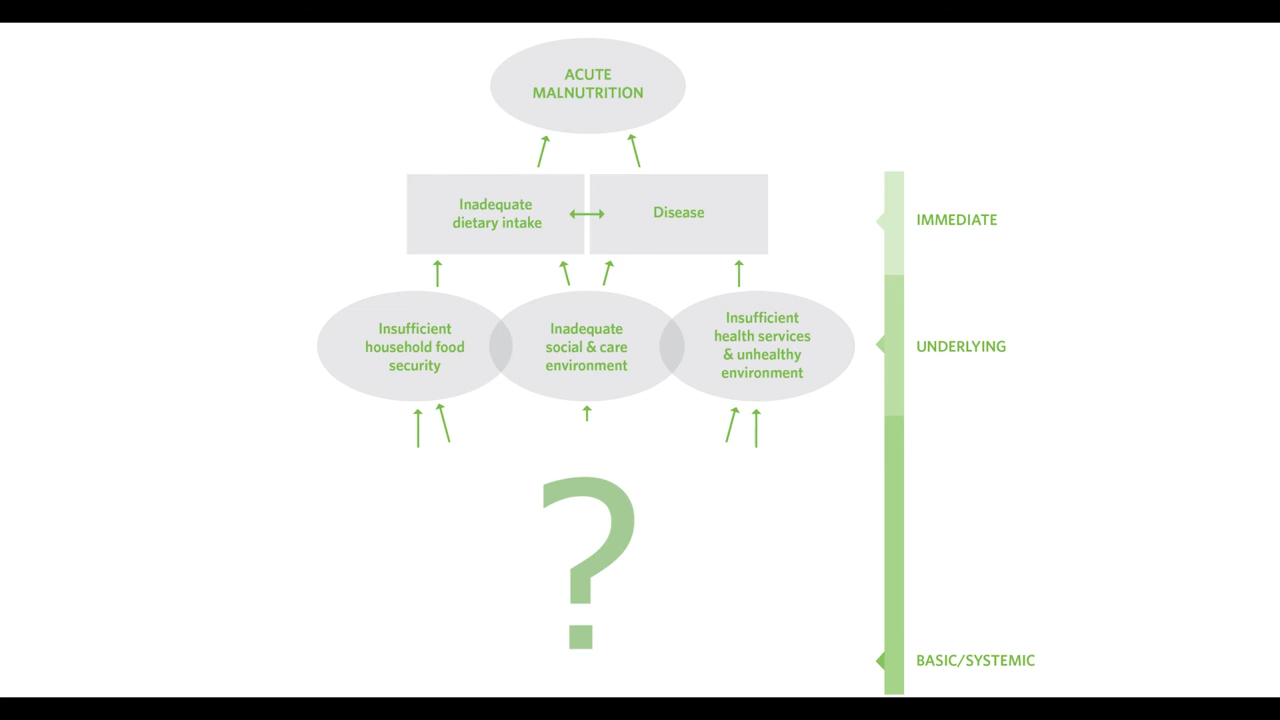 ACUTE
MALNUTRITION
Inadequate
dietary intake
Disease
IMMEDIATE
Insufficient
household food
security
Inadequate
social & care
environment
Insufficient
health services
& unhealthy
environment
UNDERLYING
?
BASIC/SYSTEMIC